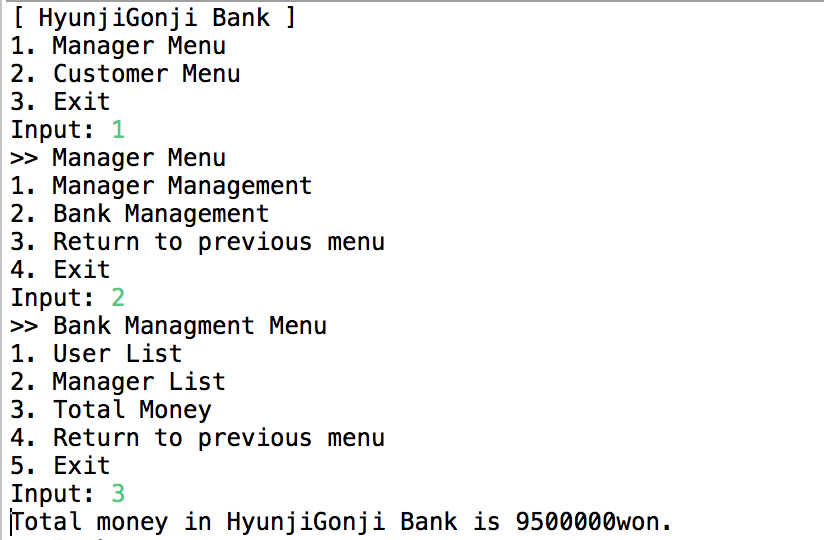 [ HyunjiGonji Bank ]
1. Manager Menu
2. Customer Menu
3. Exit
Input: 1
>> Manager Menu
1. Manager Management
2. Bank Management
3. Return to previous menu
4. Exit
Input: 2
>> Bank Managment Menu
1. User List
2. Manager List
3. Total Money
4. Return to previous menu
5. Exit
Input: 3
Total money in HyunjiGonji Bank is 9500000won.